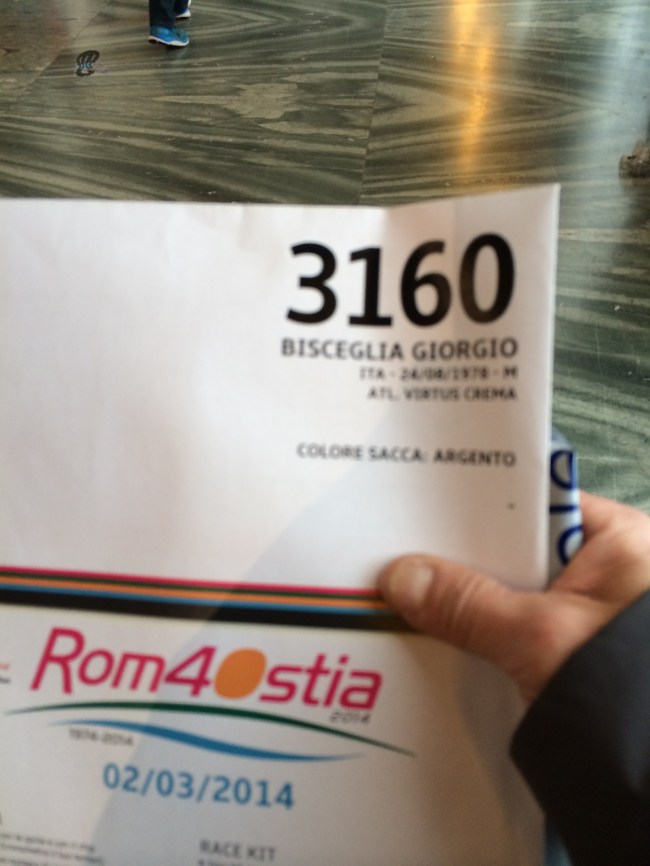 3160
BISCEGLIA GIORGIO
ITA - 24/08/1978 - M
ATL. VIRTUS CREMA
COLORE SACCA: ARGENTO
Rom4Ostia
2014
1974-2014
02/03/2014
RACE KIT